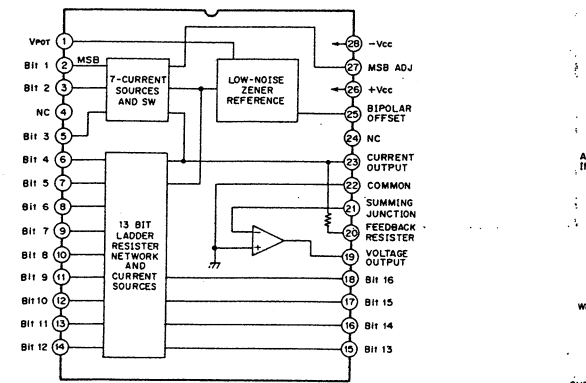 VPOT 1
Bit 1 2 MSB
Bit 2 3
NC 4
Bit 3 5
Bit 4 6
Bit 5 7
Bit 6 8
Bit 7 9
Bit 8 10
Bit 9 11
Bit 10 12
Bit 11 13
Bit 12 14
7-CURRENT
SOURCES
AND SW
LOW-NOISE
ZENER
REFERENCE
13 BIT
LADDER
RESISTER
NETWORK
AND
CURRENT
SOURCES
−
+
28 -Vcc
27 MSB ADJ
26 +Vcc
25 BIPOLAR
OFFSET
24 NC
23 CURRENT
OUTPUT
22 COMMON
21 SUMMING
JUNCTION
20 FEEDBACK
RESISTER
19 VOLTAGE
OUTPUT
18 Bit 16
17 Bit 15
16 Bit 14
15 Bit 13